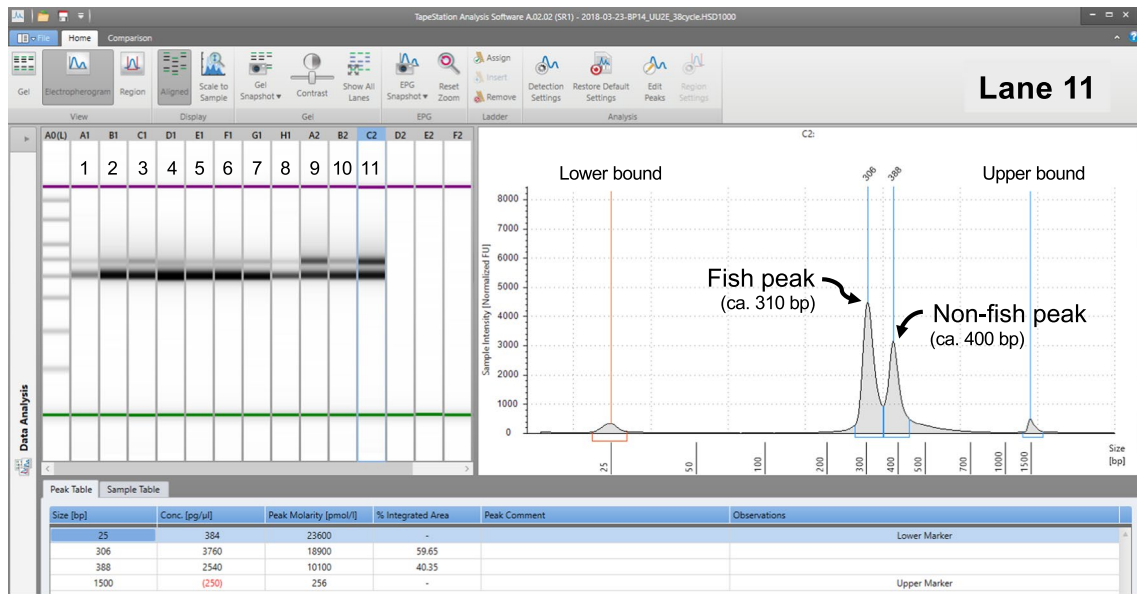 TapeStation Analysis Software A.02.02 (SR1) - 2018-03-23-BP14_UU2E_38cycle.HSD1000
File Home Comparison
Gel Electropherogram Region Aligned Scale to Sample Gel Snapshot Contrast Show All Lanes EPG Snapshot Reset Zoom Assign Insert Remove Detection Settings Restore Default Settings Edit Peaks Region Settings
View Display Gel EPG Ladder Analysis
Lane 11
A0(L) A1 B1 C1 D1 E1 F1 G1 H1 A2 B2 C2 D2 E2 F2
1 2 3 4 5 6 7 8 9 10 11
C2:
Lower bound 306 388 Upper bound
8000
7000
6000
5000
4000
3000
2000
1000
0
Sample Intensity [Normalized FU]
Fish peak
(ca. 310 bp)
Non-fish peak
(ca. 400 bp)
25 50 100 200 300 400 500 700 1000 1500
Size
[bp]
Data Analysis
Peak Table Sample Table
Size [bp] Conc. [pg/µl] Peak Molarity [pmol/l] % Integrated Area Peak Comment Observations
25 384 23600 - Lower Marker
306 3760 18900 59.65
388 2540 10100 40.35
1500 (250) 256 - Upper Marker